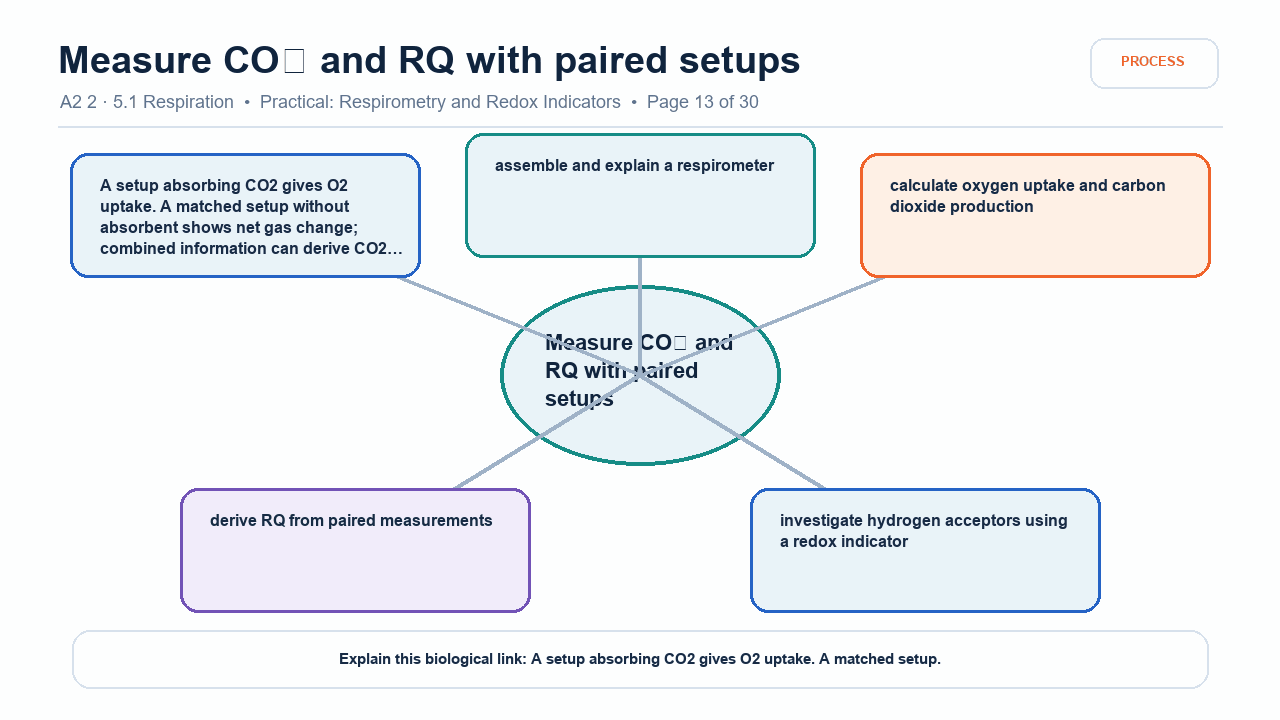 Measure CO□ and RQ with paired setups
PROCESS
A2 2 · 5.1 Respiration • Practical: Respirometry and Redox Indicators • Page 13 of 30
A setup absorbing CO2 gives O2
uptake. A matched setup without
absorbent shows net gas change;
combined information can derive CO2…
assemble and explain a respirometer
calculate oxygen uptake and carbon
dioxide production
Measure CO□ and
RQ with paired
setups
derive RQ from paired measurements
investigate hydrogen acceptors using
a redox indicator
Explain this biological link: A setup absorbing CO2 gives O2 uptake. A matched setup.